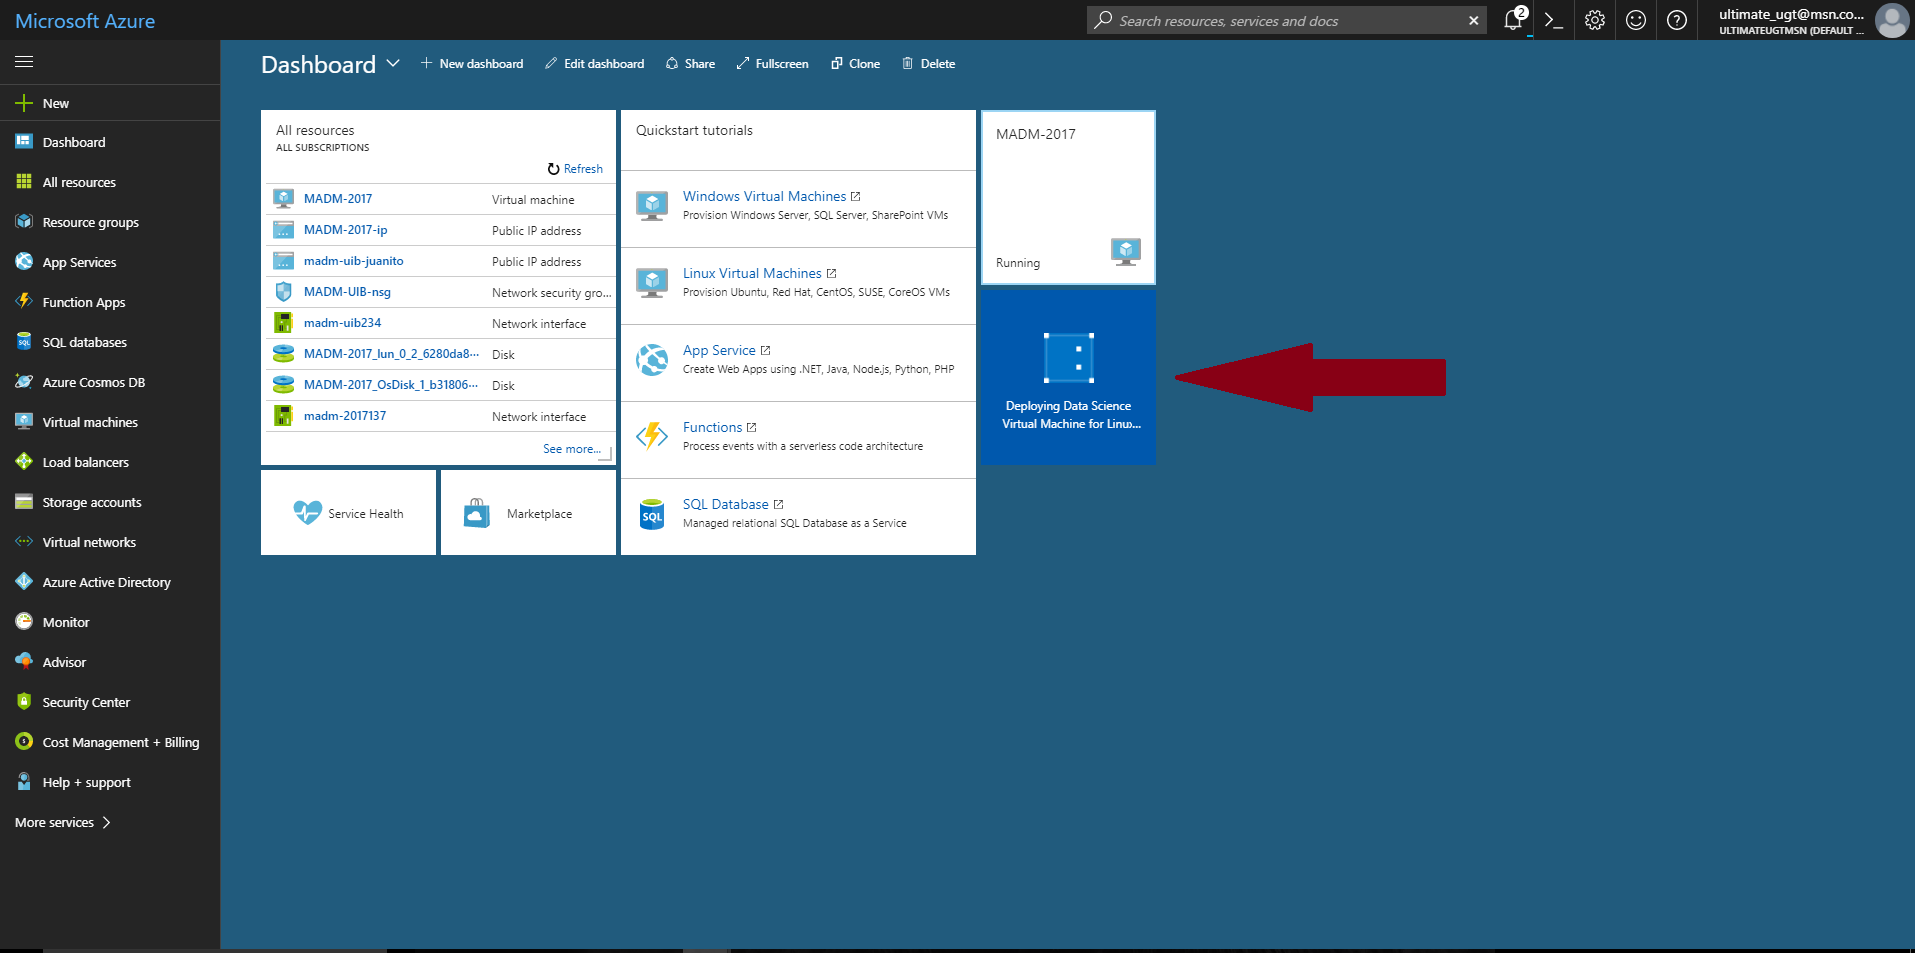 Microsoft Azure
Search resources, services and docs
2
ultimate_ugt@msn.co...
ULTIMATEUGTMSN (DEFAULT ...
New
Dashboard
All resources
Resource groups
App Services
Function Apps
SQL databases
Azure Cosmos DB
Virtual machines
Load balancers
Storage accounts
Virtual networks
Azure Active Directory
Monitor
Advisor
Security Center
Cost Management + Billing
Help + support
More services
Dashboard
New dashboard
Edit dashboard
Share
Fullscreen
Clone
Delete
All resources
ALL SUBSCRIPTIONS
Refresh
MADM-2017 Virtual machine
MADM-2017-ip Public IP address
madm-uib-juanito Public IP address
MADM-UIB-nsg Network security gro...
madm-uib234 Network interface
MADM-2017_lun_0_2_6280da8... Disk
MADM-2017_OsDisk_1_b31806... Disk
madm-2017137 Network interface
See more...
Service Health
Marketplace
Quickstart tutorials
Windows Virtual Machines
Provision Windows Server, SQL Server, SharePoint VMs
Linux Virtual Machines
Provision Ubuntu, Red Hat, CentOS, SUSE, CoreOS VMs
App Service
Create Web Apps using .NET, Java, Node.js, Python, PHP
Functions
Process events with a serverless code architecture
SQL
SQL Database
Managed relational SQL Database as a Service
MADM-2017
Running
Deploying Data Science
Virtual Machine for Linux...